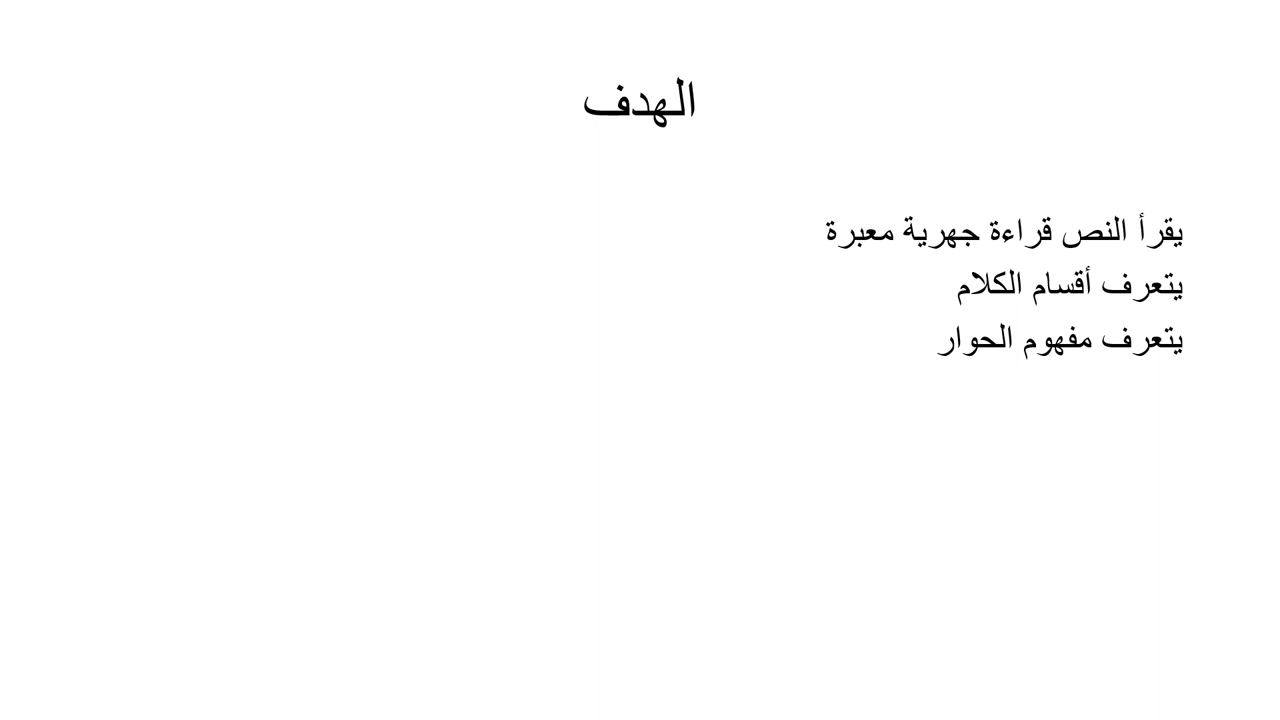 الهدف
يقرأ النص قراءة جهرية معبرة
يتعرف أقسام الكلام
يتعرف مفهوم الحوار